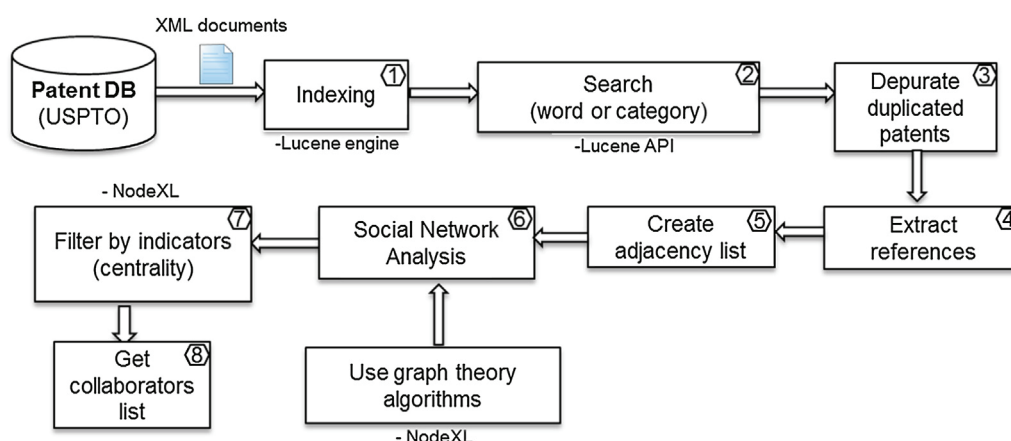 XML documents
Patent DB
(USPTO)
Indexing
1
-Lucene engine
Search
(word or category)
2
-Lucene API
Depurate
duplicated
patents
3
Extract
references
4
Create
adjacency list
5
Social Network
Analysis
6
- NodeXL
Filter by indicators
(centrality)
7
Get
collaborators
list
8
Use graph theory
algorithms
- NodeXL